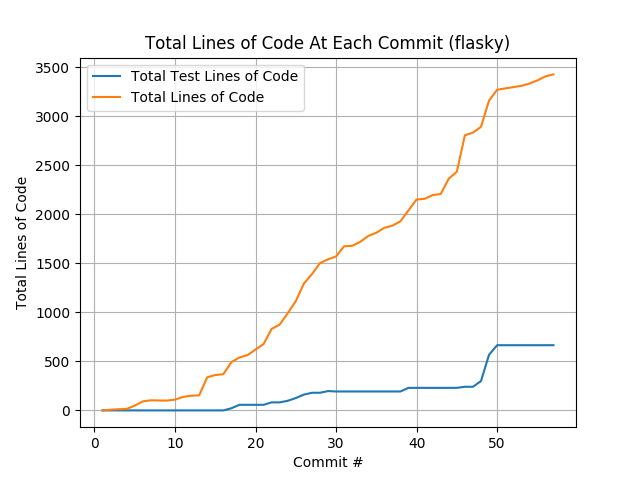 Total Lines of Code At Each Commit (flasky)
Total Test Lines of Code
Total Lines of Code
Total Lines of Code
3500
3000
2500
2000
1500
1000
500
0
0 10 20 30 40 50
Commit #